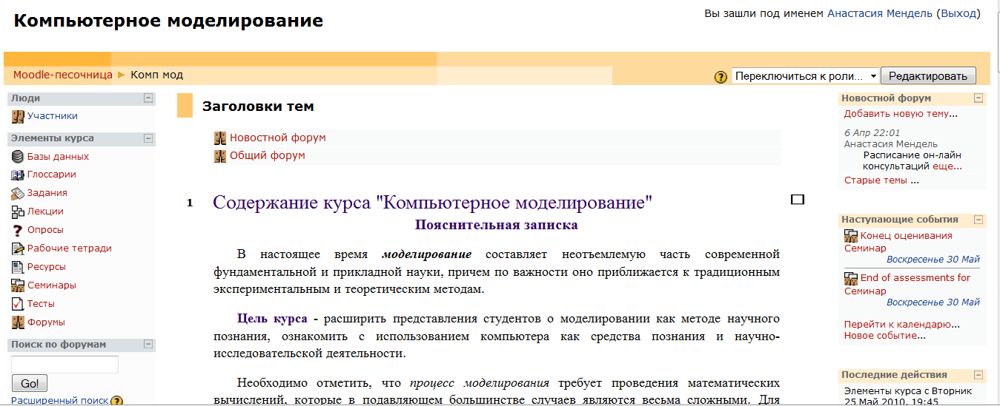 Компьютерное моделирование
Вы зашли под именем Анастасия Мендель (Выход)
Moodle-песочница ► Комп мод
? Переключиться к роли... Редактировать
Люди
Участники
Элементы курса
Базы данных
Глоссарии
Задания
Лекции
Опросы
Рабочие тетради
Ресурсы
Семинары
Тесты
Форумы
Поиск по форумам
Go!
Расширенный поиск ?
Заголовки тем
Новостной форум
Общий форум
1 Содержание курса "Компьютерное моделирование"
Пояснительная записка
В настоящее время моделирование составляет неотъемлемую часть современной
фундаментальной и прикладной науки, причем по важности оно приближается к традиционным
экспериментальным и теоретическим методам.
Цель курса - расширить представления студентов о моделировании как методе научного
познания, ознакомить с использованием компьютера как средства познания и научно-
исследовательской деятельности.
Необходимо отметить, что процесс моделирования требует проведения математических
вычислений, которые в подавляющем большинстве случаев являются весьма сложными. Для
Новостной форум
Добавить новую тему...
6 Апр 22:01
Анастасия Мендель
Расписание он-лайн
консультаций еще...
Старые темы ...
Наступающие события
Конец оценивания
Семинар
Воскресенье 30 Май
End of assessments for
Семинар
Воскресенье 30 Май
Перейти к календарю...
Новое событие...
Последние действия
Элементы курса с Вторник
25 Май 2010, 19:45